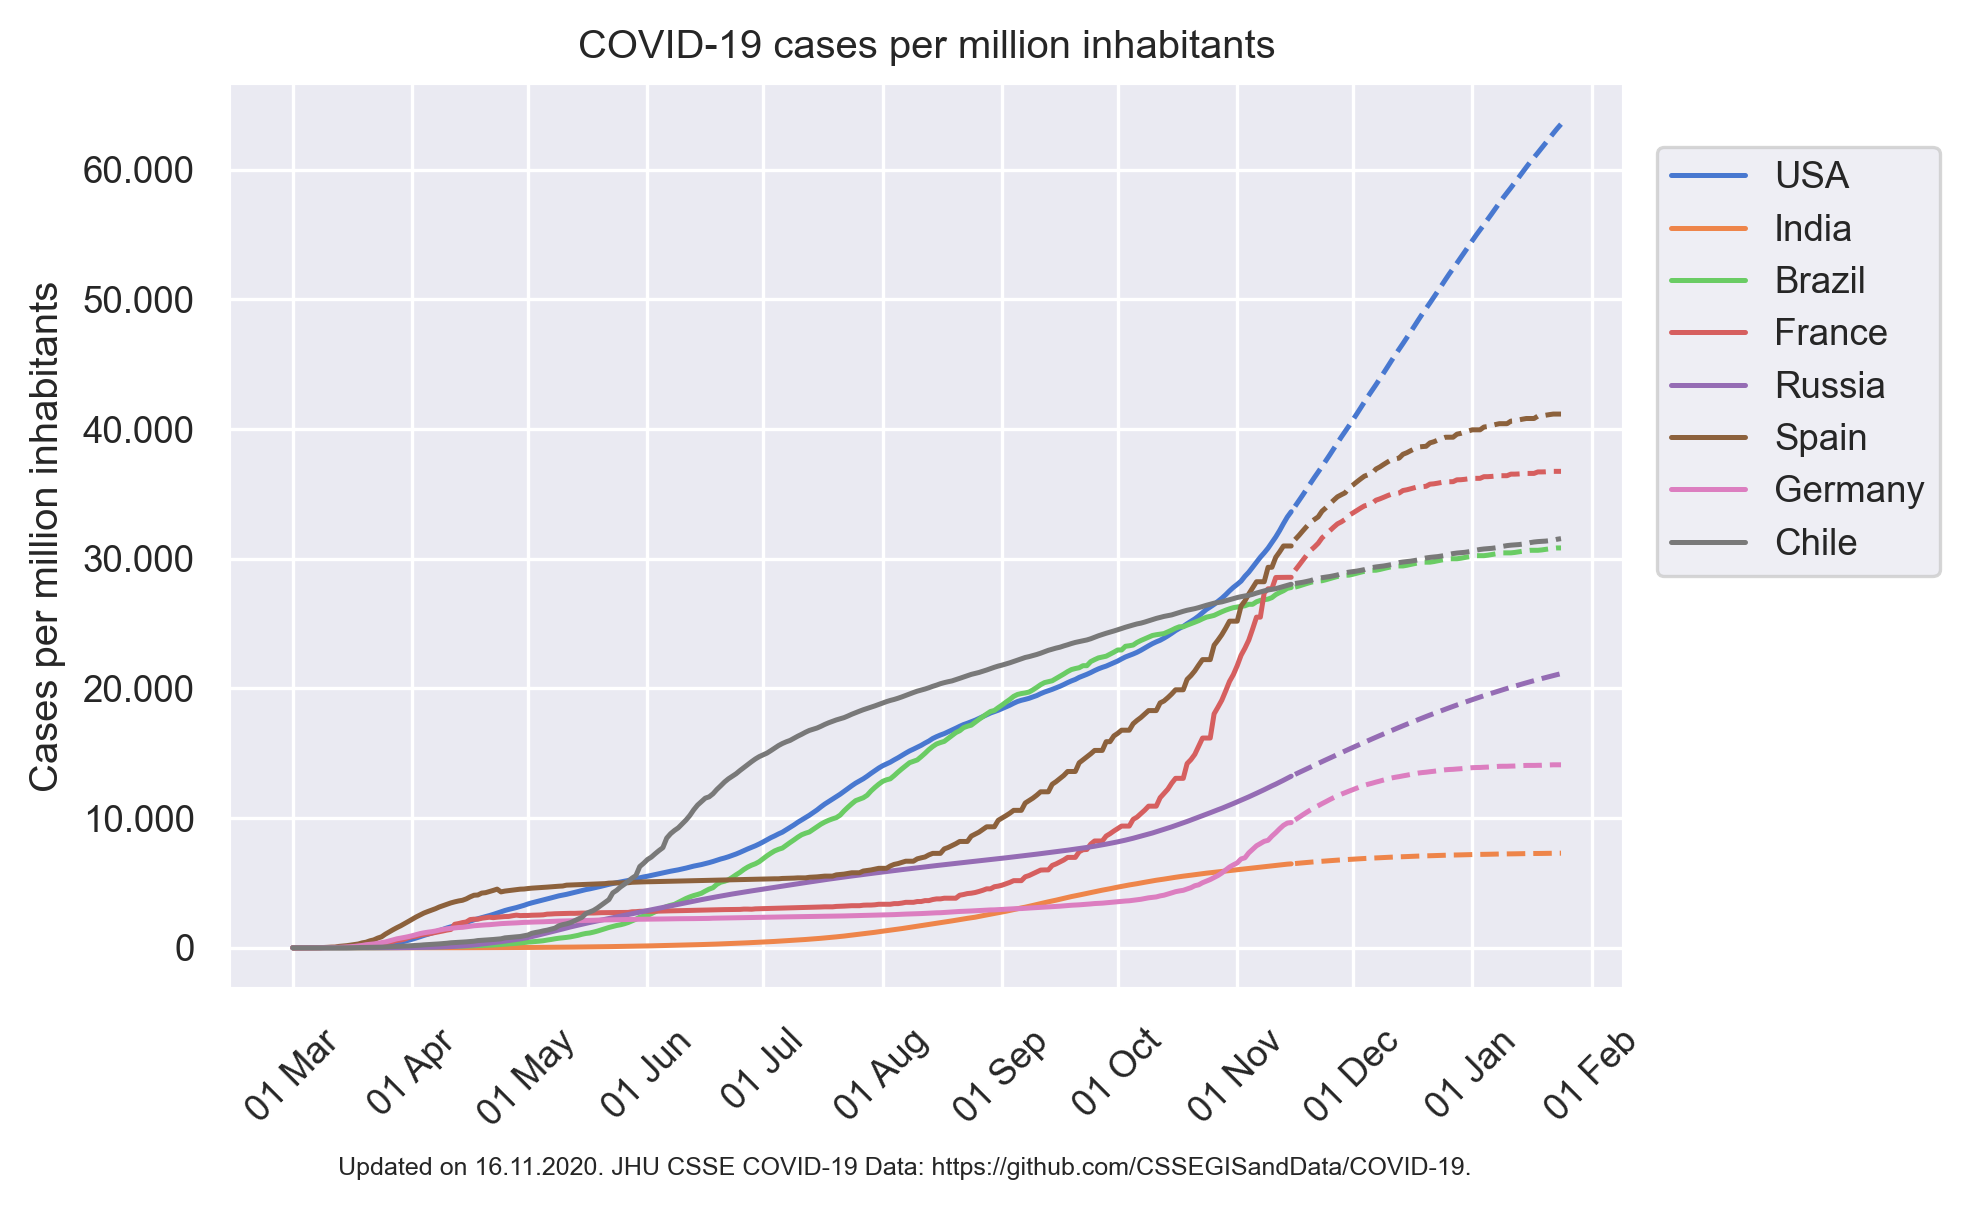 COVID-19 cases per million inhabitants
Cases per million inhabitants
60.000
50.000
40.000
30.000
20.000
10.000
0
01 Mar
01 Apr
01 May
01 Jun
01 Jul
01 Aug
01 Sep
01 Oct
01 Nov
01 Dec
01 Jan
01 Feb
USA
India
Brazil
France
Russia
Spain
Germany
Chile
Updated on 16.11.2020. JHU CSSE COVID-19 Data: https://github.com/CSSEGISandData/COVID-19.